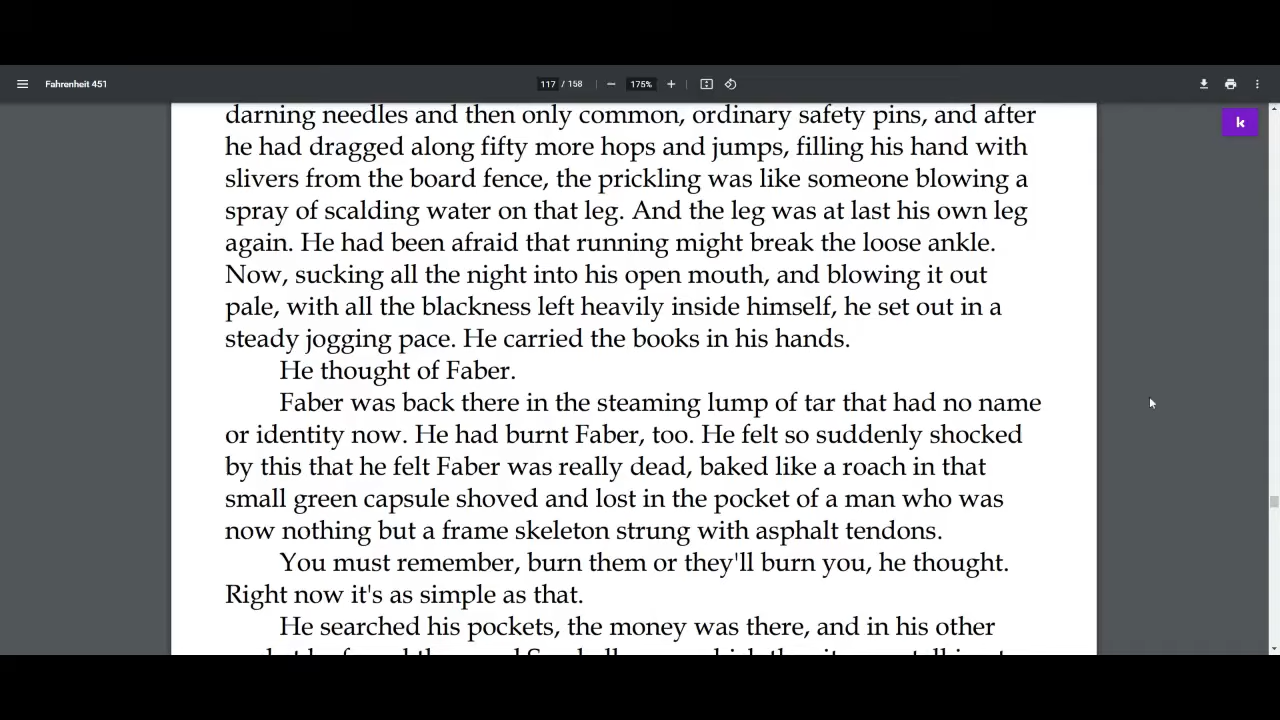 Fahrenheit 451
117 / 158
175%
k
darning needles and then only common, ordinary safety pins, and after
he had dragged along fifty more hops and jumps, filling his hand with
slivers from the board fence, the prickling was like someone blowing a
spray of scalding water on that leg. And the leg was at last his own leg
again. He had been afraid that running might break the loose ankle.
Now, sucking all the night into his open mouth, and blowing it out
pale, with all the blackness left heavily inside himself, he set out in a
steady jogging pace. He carried the books in his hands.
He thought of Faber.
Faber was back there in the steaming lump of tar that had no name
or identity now. He had burnt Faber, too. He felt so suddenly shocked
by this that he felt Faber was really dead, baked like a roach in that
small green capsule shoved and lost in the pocket of a man who was
now nothing but a frame skeleton strung with asphalt tendons.
You must remember, burn them or they'll burn you, he thought.
Right now it's as simple as that.
He searched his pockets, the money was there, and in his other